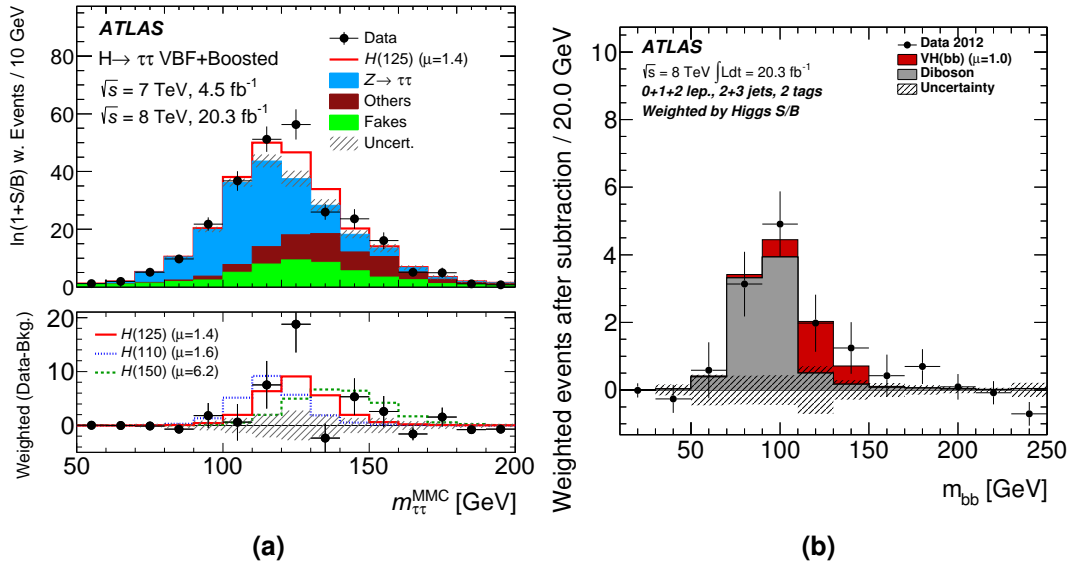 ATLAS
H→ ττ VBF+Boosted
√s = 7 TeV, 4.5 fb-1
√s = 8 TeV, 20.3 fb-1
Data
H(125) (μ=1.4)
Z→ ττ
Others
Fakes
Uncert.
ln(1+S/B) w. Events / 10 GeV
80
60
40
20
0
Weighted (Data-Bkg.)
20
10
0
H(125) (μ=1.4)
H(110) (μ=1.6)
H(150) (μ=6.2)
50
100
150
200
mττMMC [GeV]
(a)
ATLAS
√s = 8 TeV ∫Ldt = 20.3 fb-1
0+1+2 lep., 2+3 jets, 2 tags
Weighted by Higgs S/B
Data 2012
VH(bb) (μ=1.0)
Diboson
Uncertainty
Weighted events after subtraction / 20.0 GeV
10
8
6
4
2
0
50
100
150
200
250
mbb [GeV]
(b)